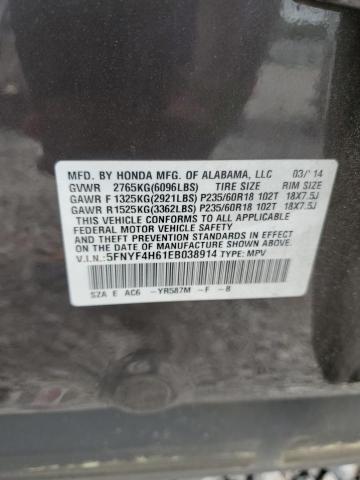 MFD. BY HONDA MFG. OF ALABAMA, LLC 03/'14
GVWR 2765KG(6096LBS) TIRE SIZE RIM SIZE
GAWR F 1325KG(2921LBS) P235/60R18 102T 18X7.5J
GAWR R1525KG(3362LBS) P235/60R18 102T 18X7.5J
THIS VEHICLE CONFORMS TO ALL APPLICABLE
FEDERAL MOTOR VEHICLE SAFETY
AND THEFT PREVENTION STANDARDS IN EFFECT
ON THE DATE OF MANUFACTURE SHOWN ABOVE.
V.I.N.:5FNYF4H61EB038914 TYPE: MPV
SZA E AC6 -YR587M -F -8